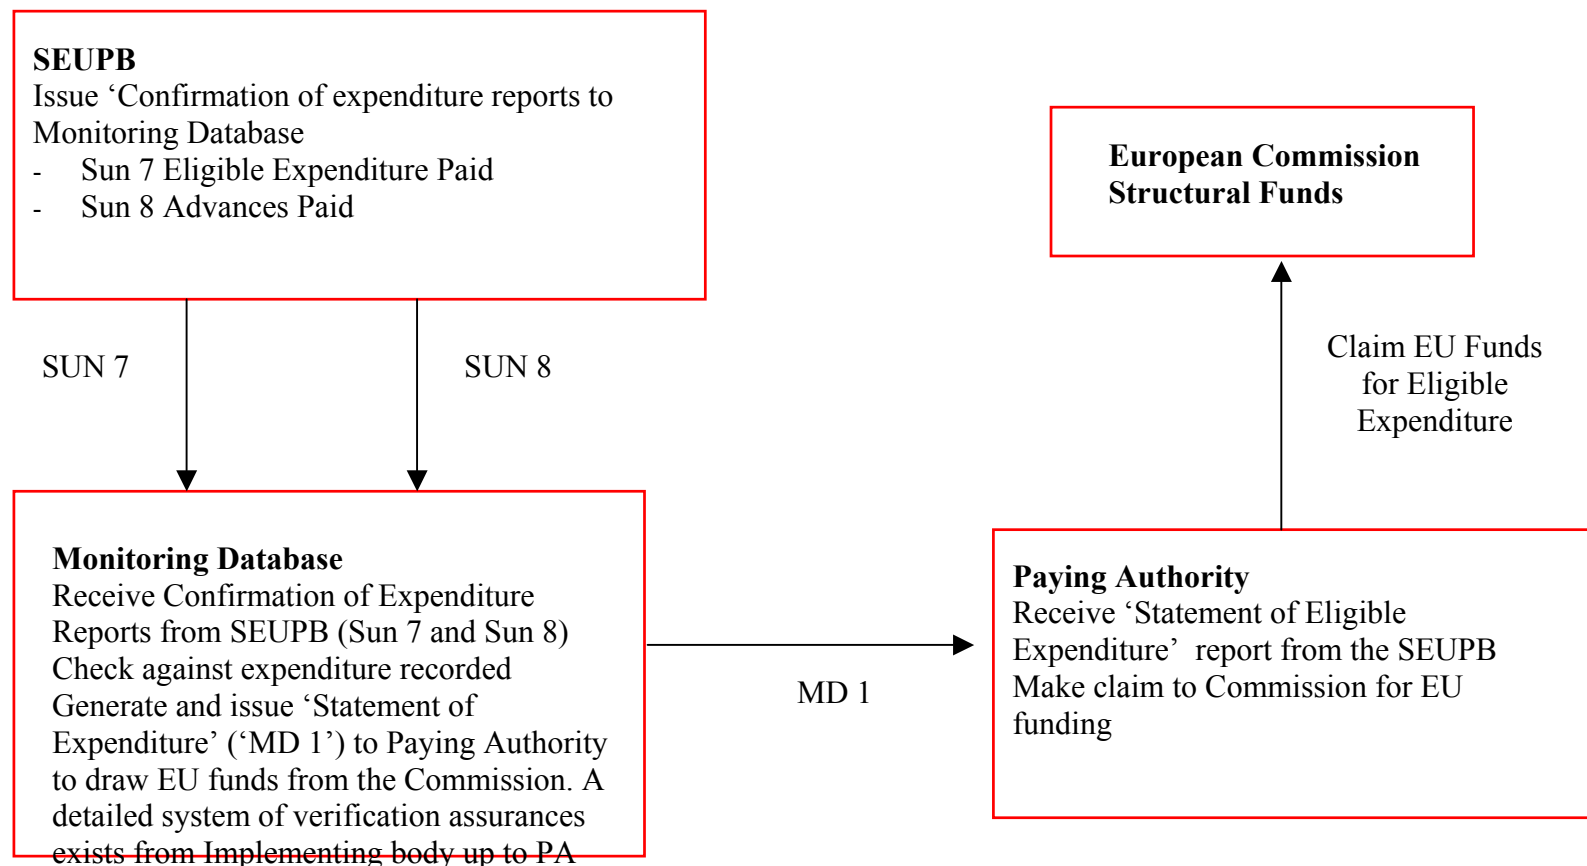 SEUPB
Issue ‘Confirmation of expenditure reports to
Monitoring Database
- Sun 7 Eligible Expenditure Paid
- Sun 8 Advances Paid
European Commission
Structural Funds
SUN 7
SUN 8
Claim EU Funds
for Eligible
Expenditure
Monitoring Database
Receive Confirmation of Expenditure
Reports from SEUPB (Sun 7 and Sun 8)
Check against expenditure recorded
Generate and issue ‘Statement of
Expenditure’ (‘MD 1’) to Paying Authority
to draw EU funds from the Commission. A
detailed system of verification assurances
exists from Implementing body up to PA
MD 1
Paying Authority
Receive ‘Statement of Eligible
Expenditure’  report from the SEUPB
Make claim to Commission for EU
funding